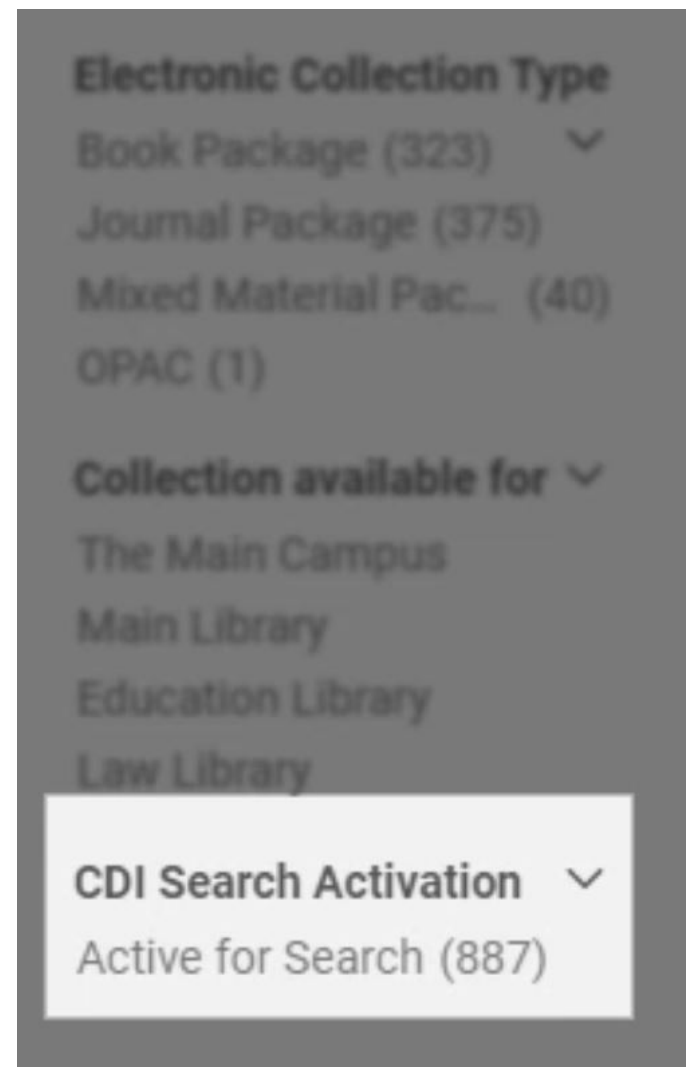 Electronic Collection Type
Book Package (323)
Journal Package (375)
Mixed Material Pac... (40)
OPAC (1)
Collection available for
The Main Campus
Main Library
Education Library
Law Library
CDI Search Activation
Active for Search (887)